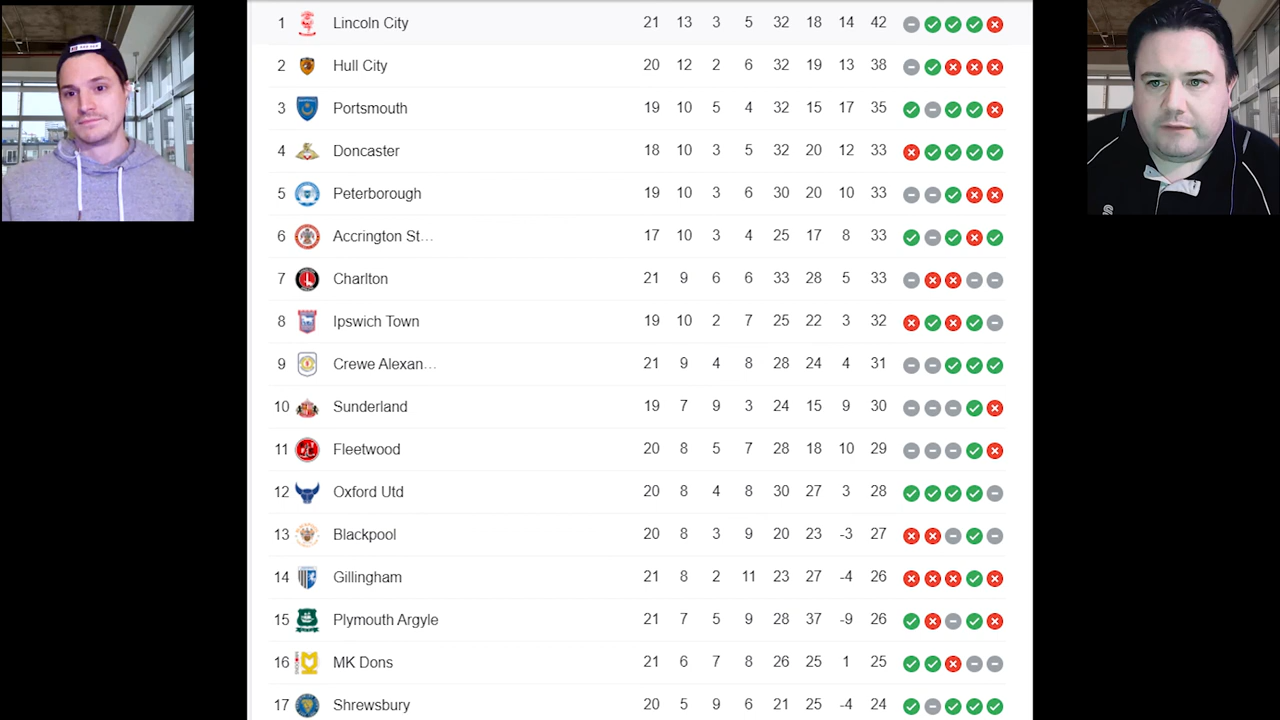 1 Lincoln City 21 13 3 5 32 18 14 42
2 Hull City 20 12 2 6 32 19 13 38
3 Portsmouth 19 10 5 4 32 15 17 35
4 Doncaster 18 10 3 5 32 20 12 33
5 Peterborough 19 10 3 6 30 20 10 33
6 Accrington St... 17 10 3 4 25 17 8 33
7 Charlton 21 9 6 6 33 28 5 33
8 Ipswich Town 19 10 2 7 25 22 3 32
9 Crewe Alexan... 21 9 4 8 28 24 4 31
10 Sunderland 19 7 9 3 24 15 9 30
11 Fleetwood 20 8 5 7 28 18 10 29
12 Oxford Utd 20 8 4 8 30 27 3 28
13 Blackpool 20 8 3 9 20 23 -3 27
14 Gillingham 21 8 2 11 23 27 -4 26
15 Plymouth Argyle 21 7 5 9 28 37 -9 26
16 MK Dons 21 6 7 8 26 25 1 25
17 Shrewsbury 20 5 9 6 21 25 -4 24